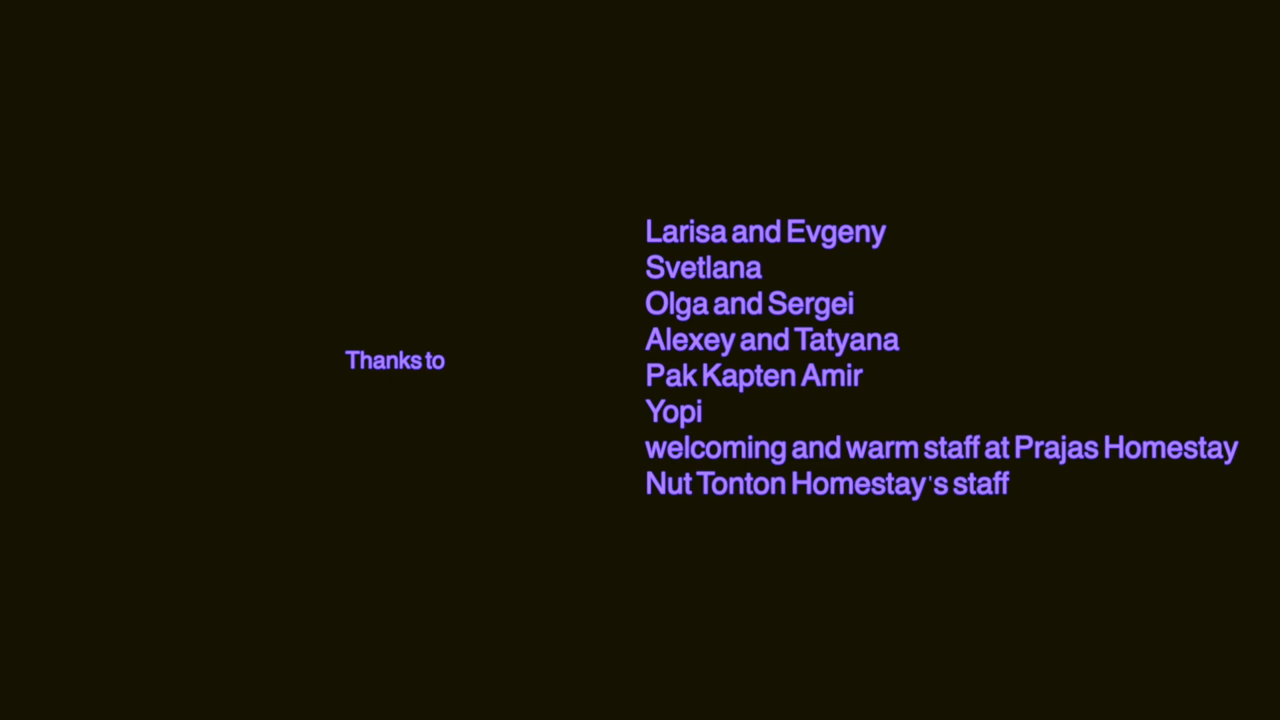 Thanks to
Larisa and Evgeny
Svetlana
Olga and Sergei
Alexey and Tatyana
Pak Kapten Amir
Yopi
welcoming and warm staff at Prajas Homestay
Nut Tonton Homestay's staff